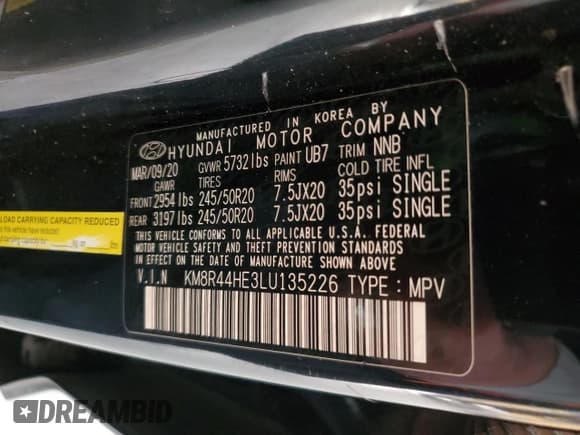 MANUFACTURED IN KOREA BY
HYUNDAI MOTOR COMPANY
MAR/09/20 GVWR 5732 lbs PAINT UB7 TRIM NNB
GAWR TIRES RIMS COLD TIRE INFL
FRONT 2954 lbs 245/50R20 7.5JX20 35psi SINGLE
REAR 3197 lbs 245/50R20 7.5JX20 35psi SINGLE
THIS VEHICLE CONFORMS TO ALL APPLICABLE U.S.A. FEDERAL
MOTOR VEHICLE SAFETY, BUMPER, AND THEFT PREVENTION STANDARDS
IN EFFECT ON THE DATE OF MANUFACTURE SHOWN ABOVE.
V.I.N KM8R44HE3LU135226 TYPE : MPV
LOAD CARRYING CAPACITY REDUCED
DREAMBID